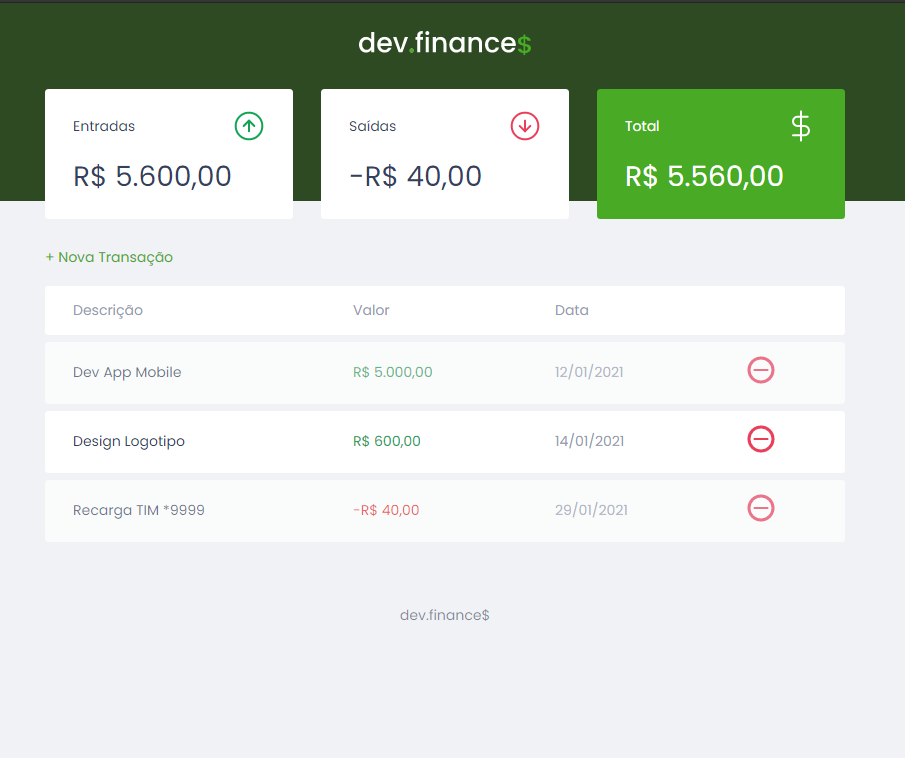 dev.finance$
Entradas
R$ 5.600,00
Saídas
-R$ 40,00
Total
R$ 5.560,00
+ Nova Transação
Descrição Valor Data
Dev App Mobile R$ 5.000,00 12/01/2021
Design Logotipo R$ 600,00 14/01/2021
Recarga TIM *9999 -R$ 40,00 29/01/2021
dev.finance$